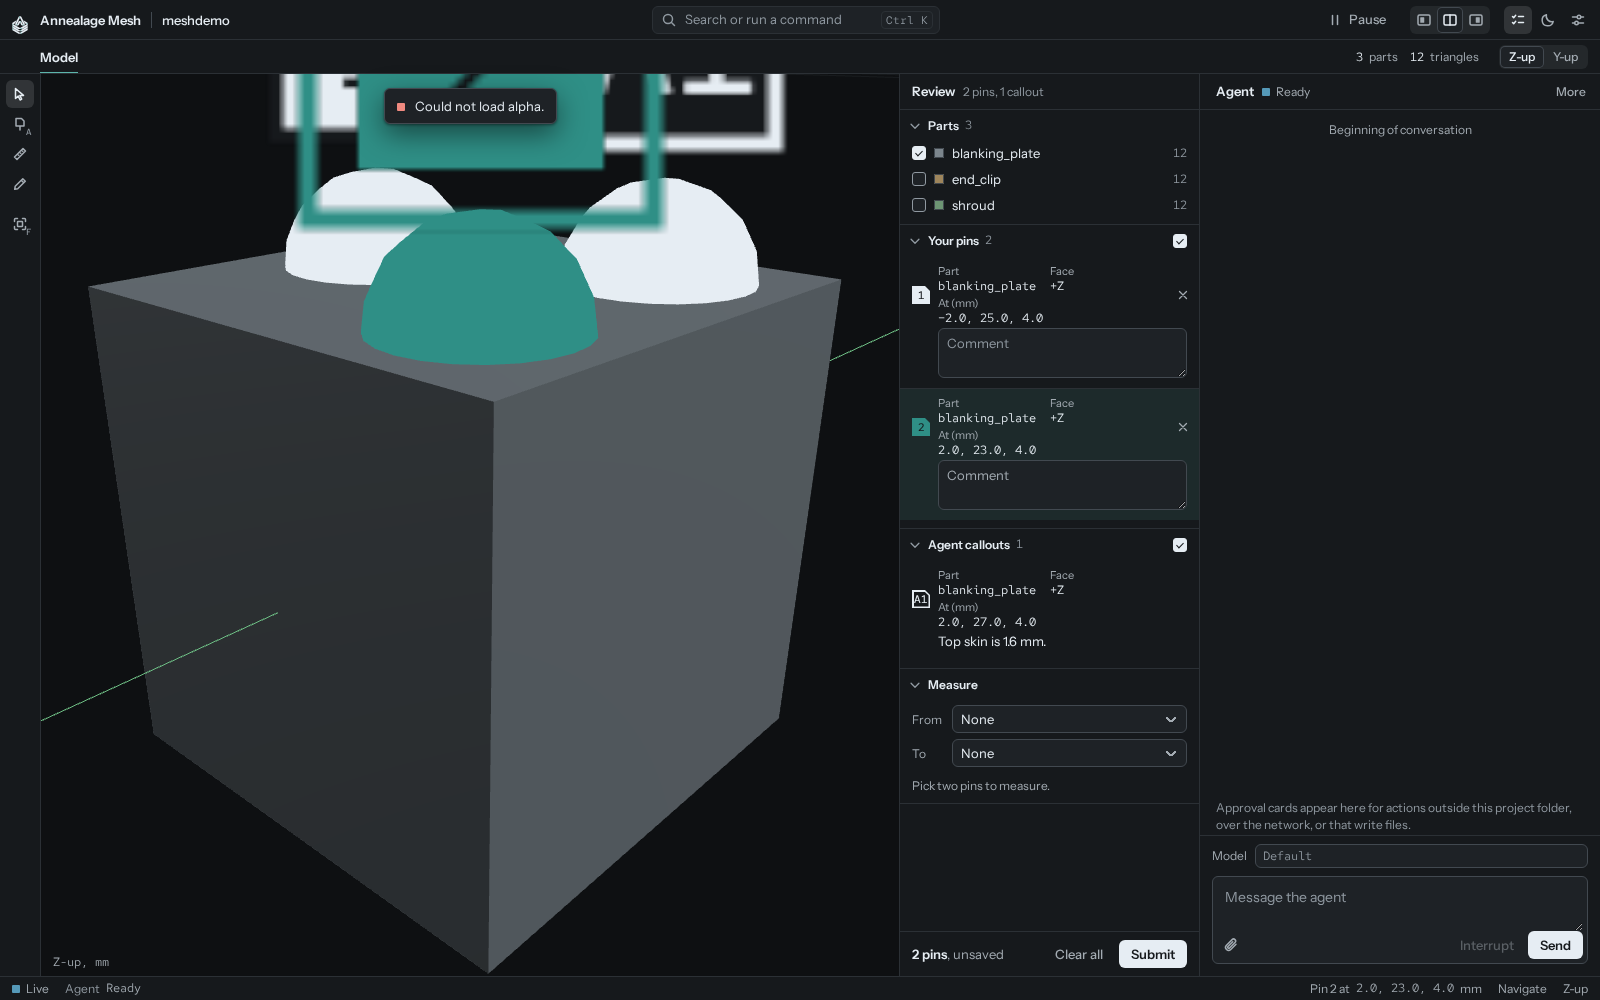 Annealage Mesh meshdemo Search or run a command Ctrl K Pause
Model 3 parts 12 triangles Z-up Y-up
Could not load alpha.
Z-up, mm
Review 2 pins, 1 callout
Parts 3
blanking_plate 12
end_clip 12
shroud 12
Your pins 2
Part Face
1 blanking_plate +Z
At (mm)
−2.0, 25.0, 4.0
Comment
Part Face
2 blanking_plate +Z
At (mm)
2.0, 23.0, 4.0
Comment
Agent callouts 1
Part Face
A1 blanking_plate +Z
At (mm)
2.0, 27.0, 4.0
Top skin is 1.6 mm.
Measure
From None
To None
Pick two pins to measure.
2 pins, unsaved Clear all Submit
Agent Ready More
Beginning of conversation
Approval cards appear here for actions outside this project folder,
over the network, or that write files.
Model Default
Message the agent
Interrupt Send
Live Agent Ready Pin 2 at 2.0, 23.0, 4.0 mm Navigate Z-up